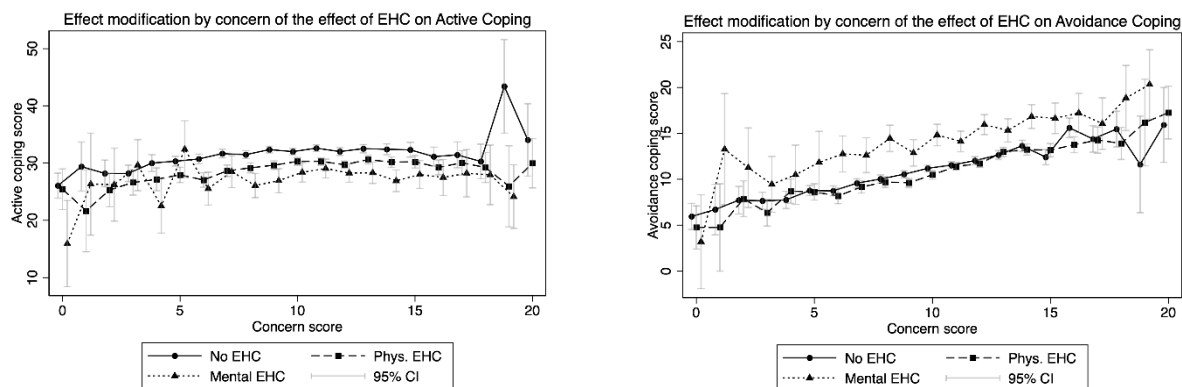 Effect modification by concern of the effect of EHC on Active Coping
50
40
30
20
10
Active coping score
0 5 10 15 20
Concern score
No EHC Phys. EHC
Mental EHC 95% CI
Effect modification by concern of the effect of EHC on Avoidance Coping
25
20
15
10
5
0
Avoidance coping score
0 5 10 15 20
Concern score
No EHC Phys. EHC
Mental EHC 95% CI